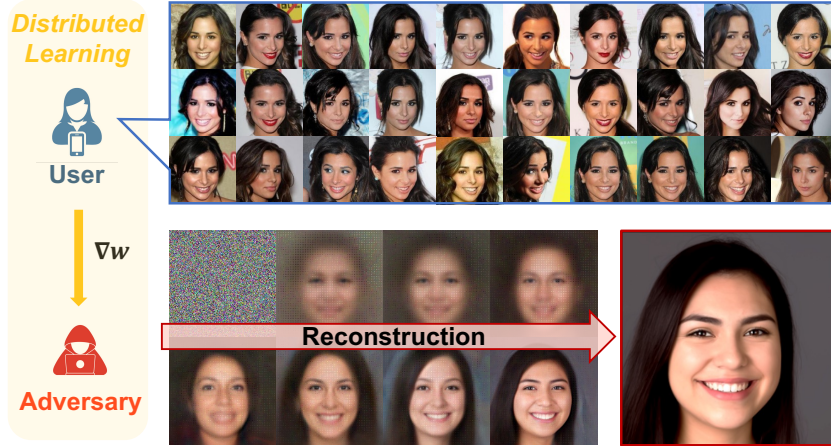 Distributed
Learning
User
∇w
Adversary
Reconstruction